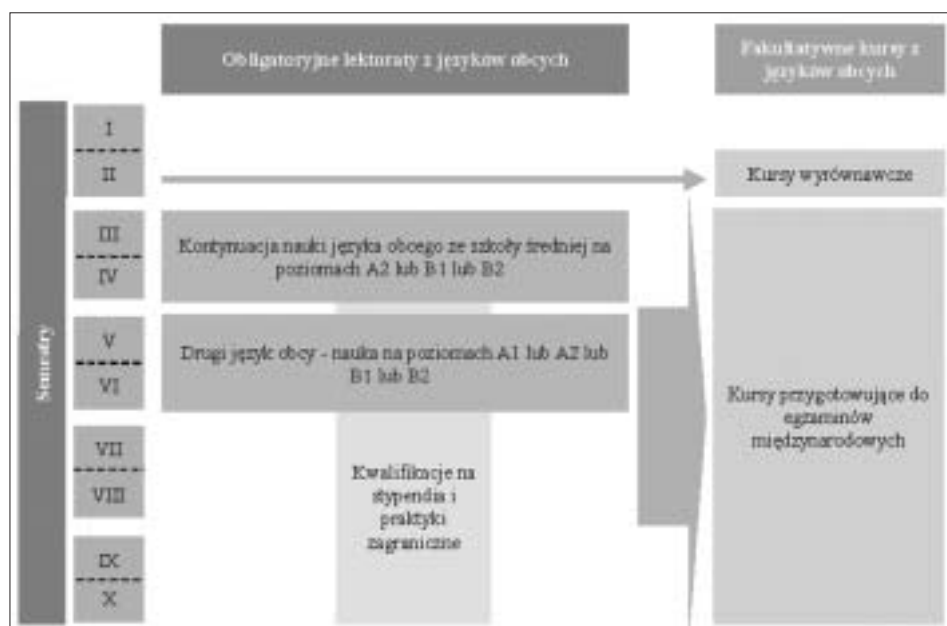 Obligatoryjne lektoraty z języków obcych
Fakultatywne kursy z
języków obcych
Semestry
I
II
Kursy wyrównawcze
III
IV
Kontynuacja nauki języka obcego ze szkoły średniej na
poziomach A2 lub B1 lub B2
V
VI
Drugi język obcy - nauka na poziomach A1 lub A2 lub
B1 lub B2
Kursy przygotowujące do
egzaminów
międzynarodowych
VII
VIII
Kwalifikacje na
stypendia i
praktyki
zagraniczne
IX
X